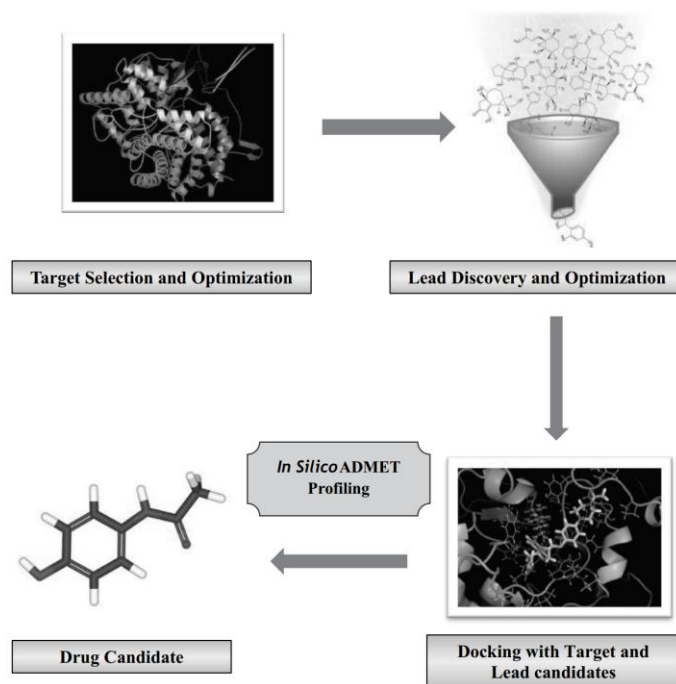 Target Selection and Optimization
Lead Discovery and Optimization
In Silico ADMET
Profiling
Drug Candidate
Docking with Target and
Lead candidates